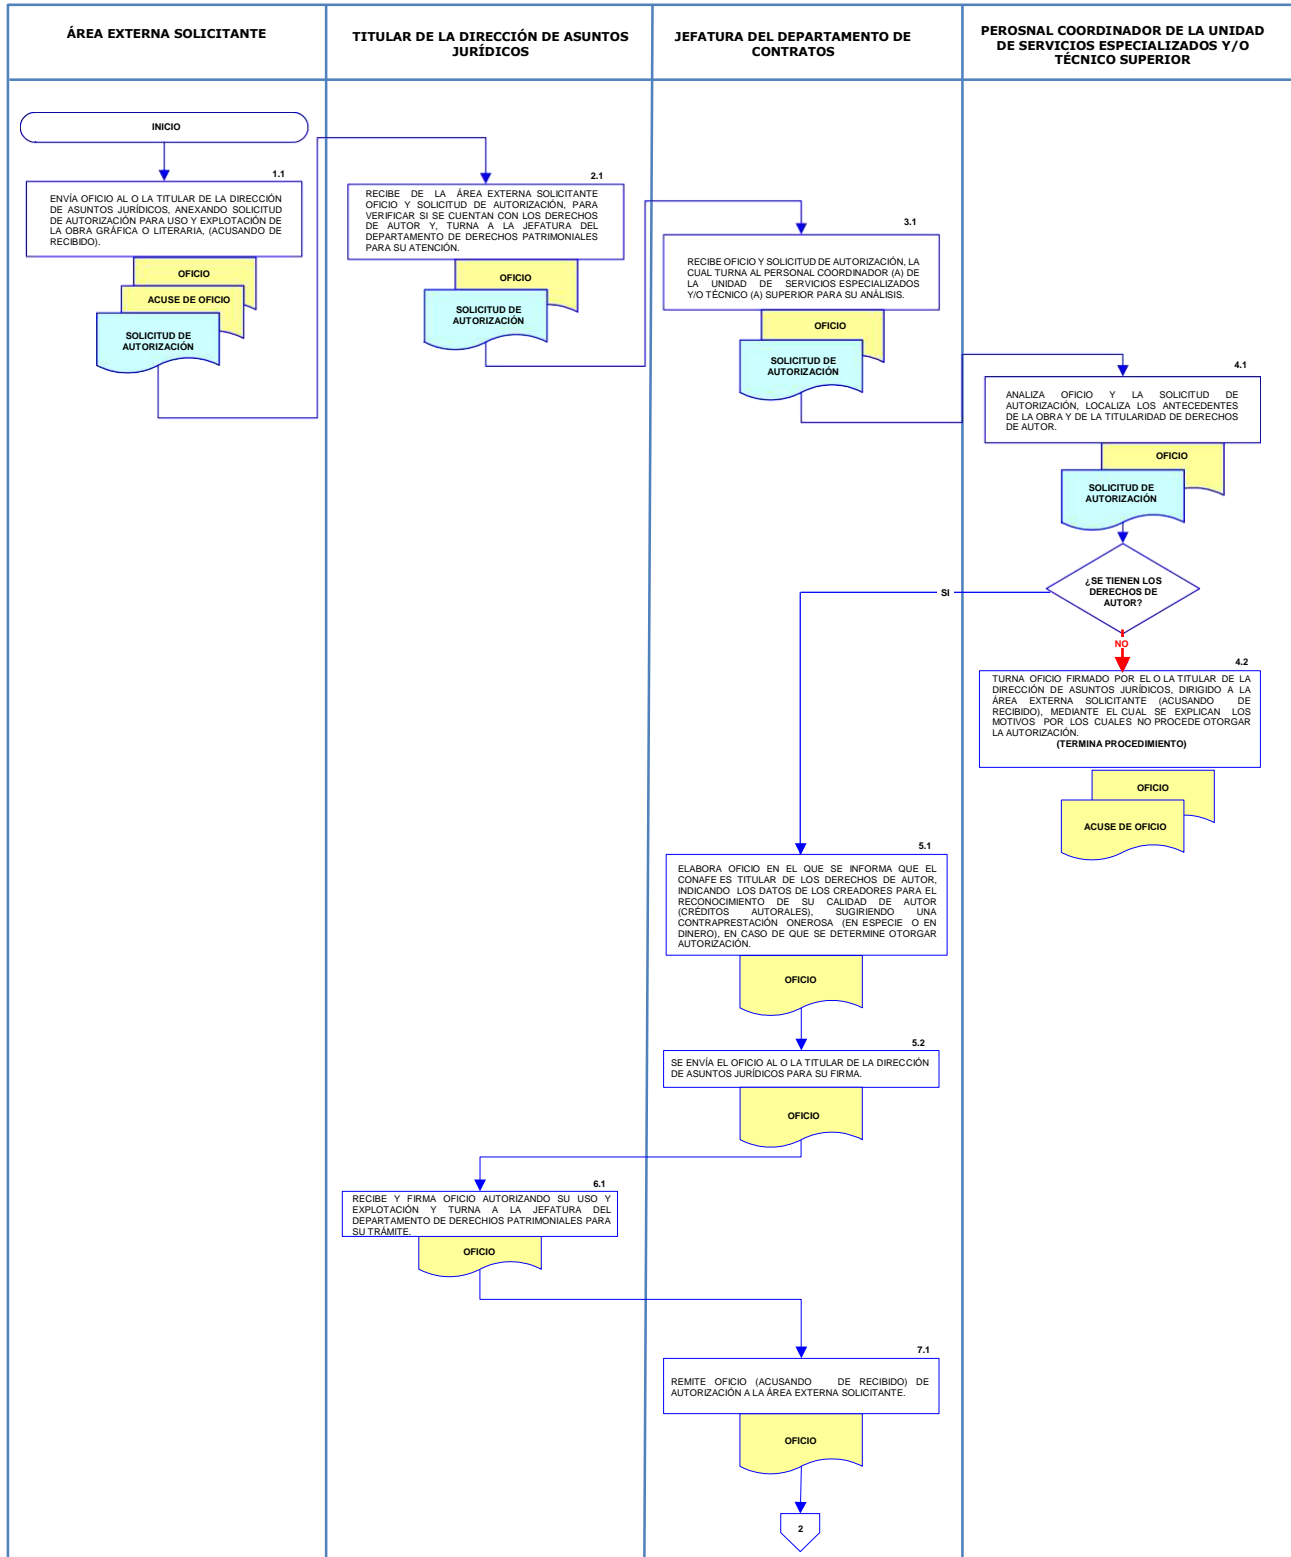 ÁREA EXTERNA SOLICITANTE
TITULAR DE LA DIRECCIÓN DE ASUNTOS
JURÍDICOS
JEFATURA DEL DEPARTAMENTO DE
CONTRATOS
PEROSNAL COORDINADOR DE LA UNIDAD
DE SERVICIOS ESPECIALIZADOS Y/O
TÉCNICO SUPERIOR
INICIO
1.1
ENVÍA OFICIO AL O LA TITULAR DE LA DIRECCIÓN
DE ASUNTOS JURÍDICOS, ANEXANDO SOLICITUD
DE AUTORIZACIÓN PARA USO Y EXPLOTACIÓN DE
LA OBRA GRÁFICA O LITERARIA, (ACUSANDO DE
RECIBIDO).
OFICIO
ACUSE DE OFICIO
SOLICITUD DE
AUTORIZACIÓN
2.1
RECIBE DE LA ÁREA EXTERNA SOLICITANTE
OFICIO Y SOLICITUD DE AUTORIZACIÓN, PARA
VERIFICAR SI SE CUENTAN CON LOS DERECHOS
DE AUTOR Y, TURNA A LA JEFATURA DEL
DEPARTAMENTO DE DERECHOS PATRIMONIALES
PARA SU ATENCIÓN.
OFICIO
SOLICITUD DE
AUTORIZACIÓN
3.1
RECIBE OFICIO Y SOLICITUD DE AUTORIZACIÓN, LA
CUAL TURNA AL PERSONAL COORDINADOR (A) DE
LA UNIDAD DE SERVICIOS ESPECIALIZADOS
Y/O TÉCNICO (A) SUPERIOR PARA SU ANÁLISIS.
OFICIO
SOLICITUD DE
AUTORIZACIÓN
4.1
ANALIZA OFICIO Y LA SOLICITUD DE
AUTORIZACIÓN, LOCALIZA LOS ANTECEDENTES
DE LA OBRA Y DE LA TITULARIDAD DE DERECHOS
DE AUTOR.
OFICIO
SOLICITUD DE
AUTORIZACIÓN
¿SE TIENEN LOS
DERECHOS DE
AUTOR?
SI
NO
4.2
TURNA OFICIO FIRMADO POR EL O LA TITULAR DE LA
DIRECCIÓN DE ASUNTOS JURÍDICOS, DIRIGIDO A LA
ÁREA EXTERNA SOLICITANTE (ACUSANDO DE
RECIBIDO), MEDIANTE EL CUAL SE EXPLICAN LOS
MOTIVOS POR LOS CUALES NO PROCEDE OTORGAR
LA AUTORIZACIÓN.
(TERMINA PROCEDIMIENTO)
OFICIO
ACUSE DE OFICIO
5.1
ELABORA OFICIO EN EL QUE SE INFORMA QUE EL
CONAFE ES TITULAR DE LOS DERECHOS DE AUTOR,
INDICANDO LOS DATOS DE LOS CREADORES PARA EL
RECONOCIMIENTO DE SU CALIDAD DE AUTOR
(CRÉDITOS AUTORALES), SUGIRIENDO UNA
CONTRAPRESTACIÓN ONEROSA (EN ESPECIE O EN
DINERO), EN CASO DE QUE SE DETERMINE OTORGAR
AUTORIZACIÓN.
OFICIO
5.2
SE ENVÍA EL OFICIO AL O LA TITULAR DE LA DIRECCIÓN
DE ASUNTOS JURÍDICOS PARA SU FIRMA.
OFICIO
6.1
RECIBE Y FIRMA OFICIO AUTORIZANDO SU USO Y
EXPLOTACIÓN Y TURNA A LA JEFATURA DEL
DEPARTAMENTO DE DERECHIOS PATRIMONIALES PARA
SU TRÁMITE.
OFICIO
7.1
REMITE OFICIO (ACUSANDO DE RECIBIDO) DE
AUTORIZACIÓN A LA ÁREA EXTERNA SOLICITANTE.
OFICIO
2